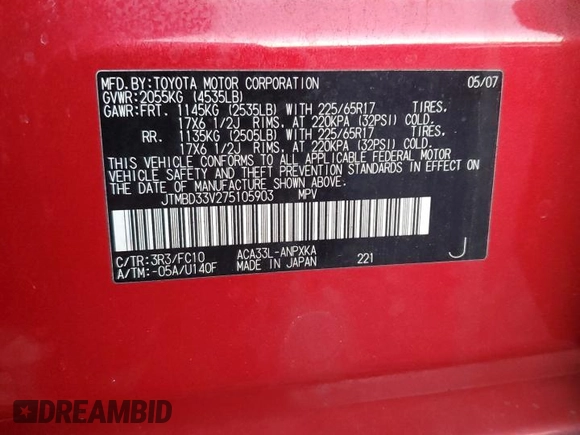 MFD.BY:TOYOTA MOTOR CORPORATION 05/07
GVWR:2055KG (4535LB)
GAWR:FRT. 1145KG (2535LB) WITH 225/65R17 TIRES,
17X6 1/2J RIMS, AT 220KPA (32PSI) COLD.
RR. 1135KG (2505LB) WITH 225/65R17 TIRES,
17X6 1/2J RIMS, AT 220KPA (32PSI) COLD.
THIS VEHICLE CONFORMS TO ALL APPLICABLE FEDERAL MOTOR
VEHICLE SAFETY AND THEFT PREVENTION STANDARDS IN EFFECT
ON THE DATE OF MANUFACTURE SHOWN ABOVE.
JTMBD33V275105903 MPV
C/TR:3R3/FC10 ACA33L-ANPXKA J
A/TM:-05A/U140F MADE IN JAPAN 221
DREAMBID